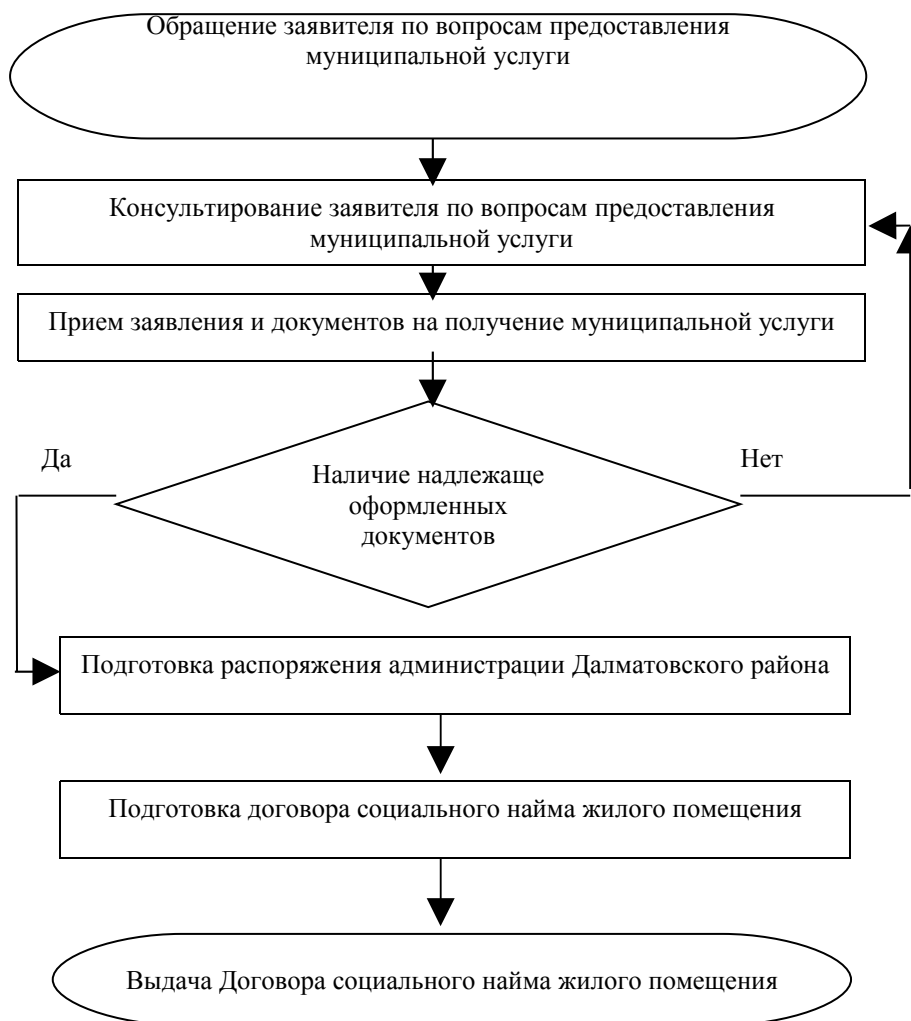 Обращение заявителя по вопросам предоставления
муниципальной услуги
Консультирование заявителя по вопросам предоставления
муниципальной услуги
Прием заявления и документов на получение муниципальной услуги
Да
Нет
Наличие надлежаще
оформленных
документов
Подготовка распоряжения администрации Далматовского района
Подготовка договора социального найма жилого помещения
Выдача Договора социального найма жилого помещения